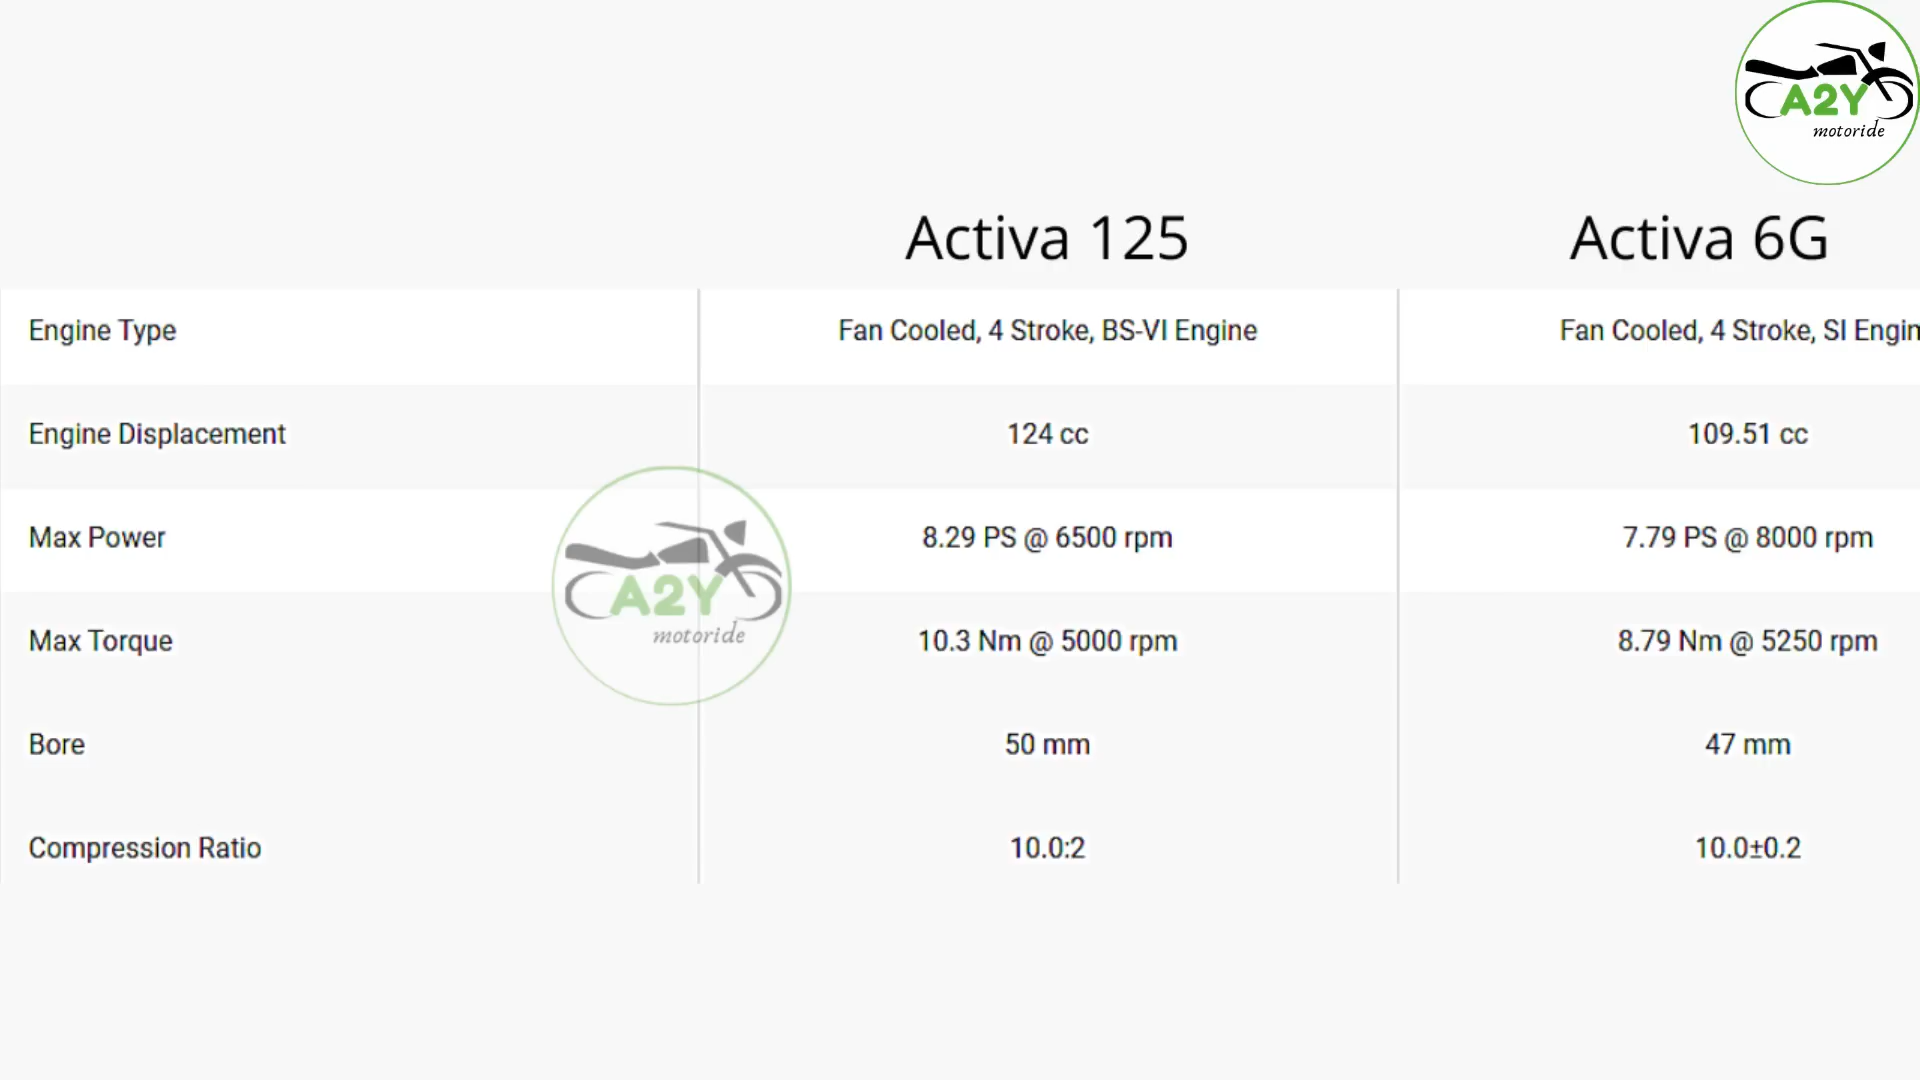 A2Y
motoride
Activa 125 Activa 6G
Engine Type Fan Cooled, 4 Stroke, BS-VI Engine Fan Cooled, 4 Stroke, SI Engin
Engine Displacement 124 cc 109.51 cc
Max Power 8.29 PS @ 6500 rpm 7.79 PS @ 8000 rpm
A2Y
motoride
Max Torque 10.3 Nm @ 5000 rpm 8.79 Nm @ 5250 rpm
Bore 50 mm 47 mm
Compression Ratio 10.0:2 10.0±0.2